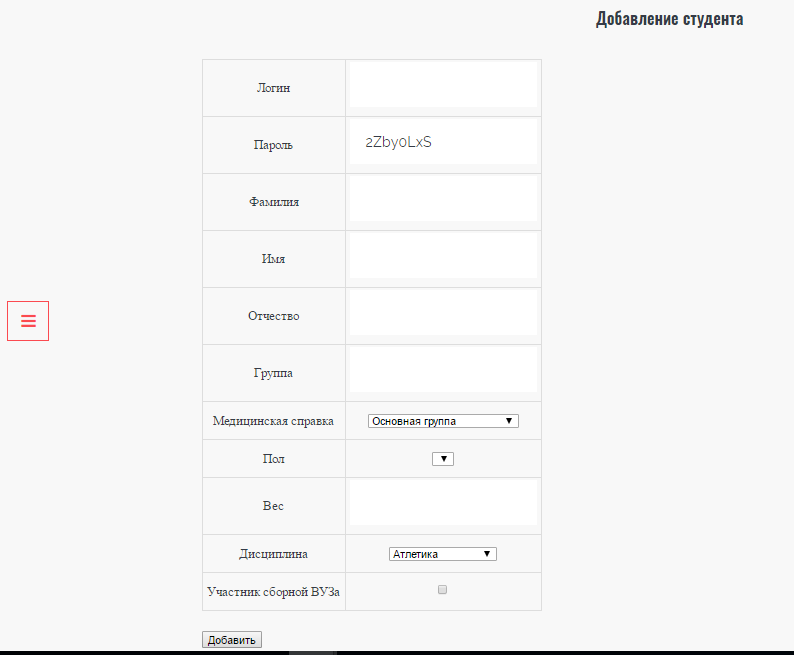 Добавление студента
Логин
Пароль 2Zby0LxS
Фамилия
Имя
Отчество
Группа
Медицинская справка Основная группа
Пол
Вес
Дисциплина Атлетика
Участник сборной ВУЗа
Добавить